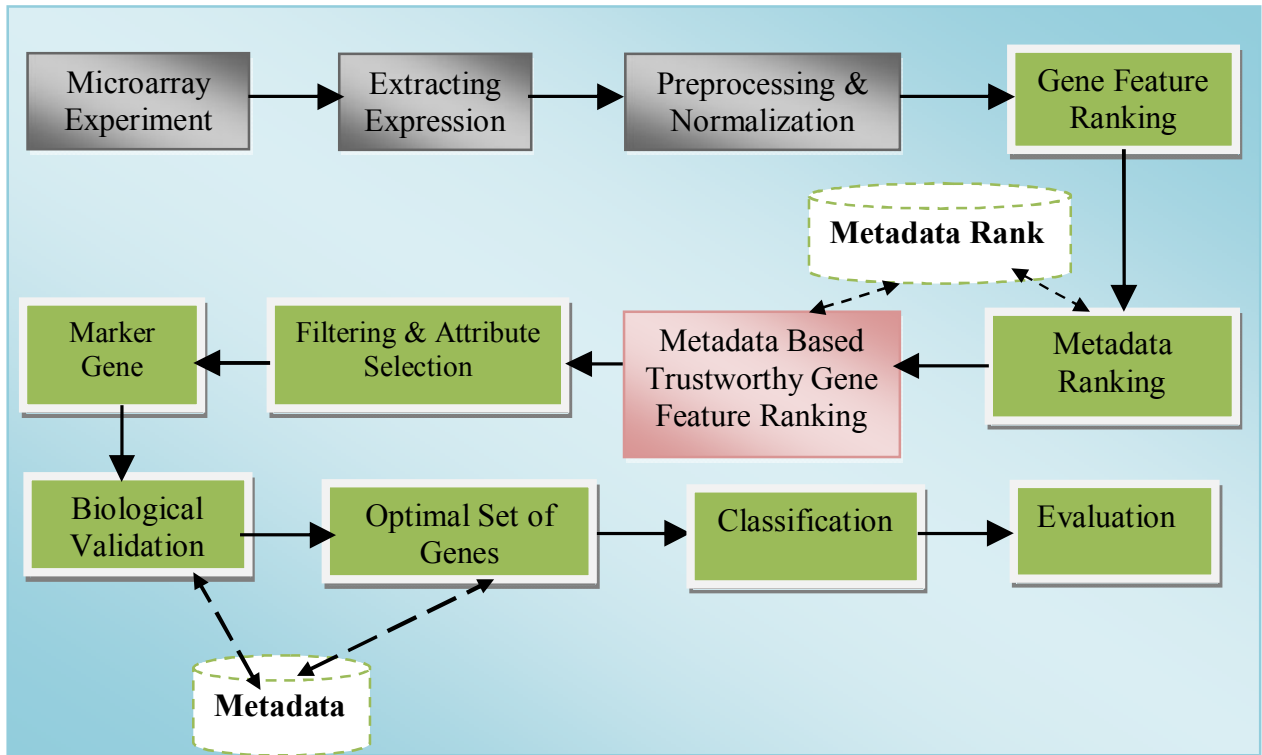 Microarray
Experiment
Extracting
Expression
Preprocessing &
Normalization
Gene Feature
Ranking
Metadata Rank
Marker
Gene
Filtering & Attribute
Selection
Metadata Based
Trustworthy Gene
Feature Ranking
Metadata
Ranking
Biological
Validation
Optimal Set of
Genes
Classification
Evaluation
Metadata